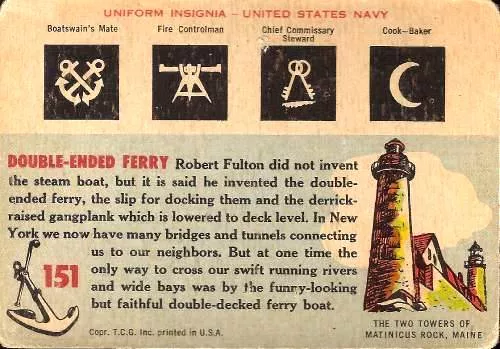 UNIFORM INSIGNIA - UNITED STATES NAVY
Boatswain's Mate
Fire Controlman
Chief Commissary
Steward
Cook-Baker
DOUBLE-ENDED FERRY Robert Fulton did not invent
the steam boat, but it is said he invented the double-
ended ferry, the slip for docking them and the derrick-
raised gangplank which is lowered to deck level. In New
York we now have many bridges and tunnels connecting
us to our neighbors. But at one time the
only way to cross our swift running rivers
and wide bays was by the funny-looking
but faithful double-decked ferry boat.
151
Copr. T.C.G. Inc. printed in U.S.A.
THE TWO TOWERS OF
MATINICUS ROCK, MAINE